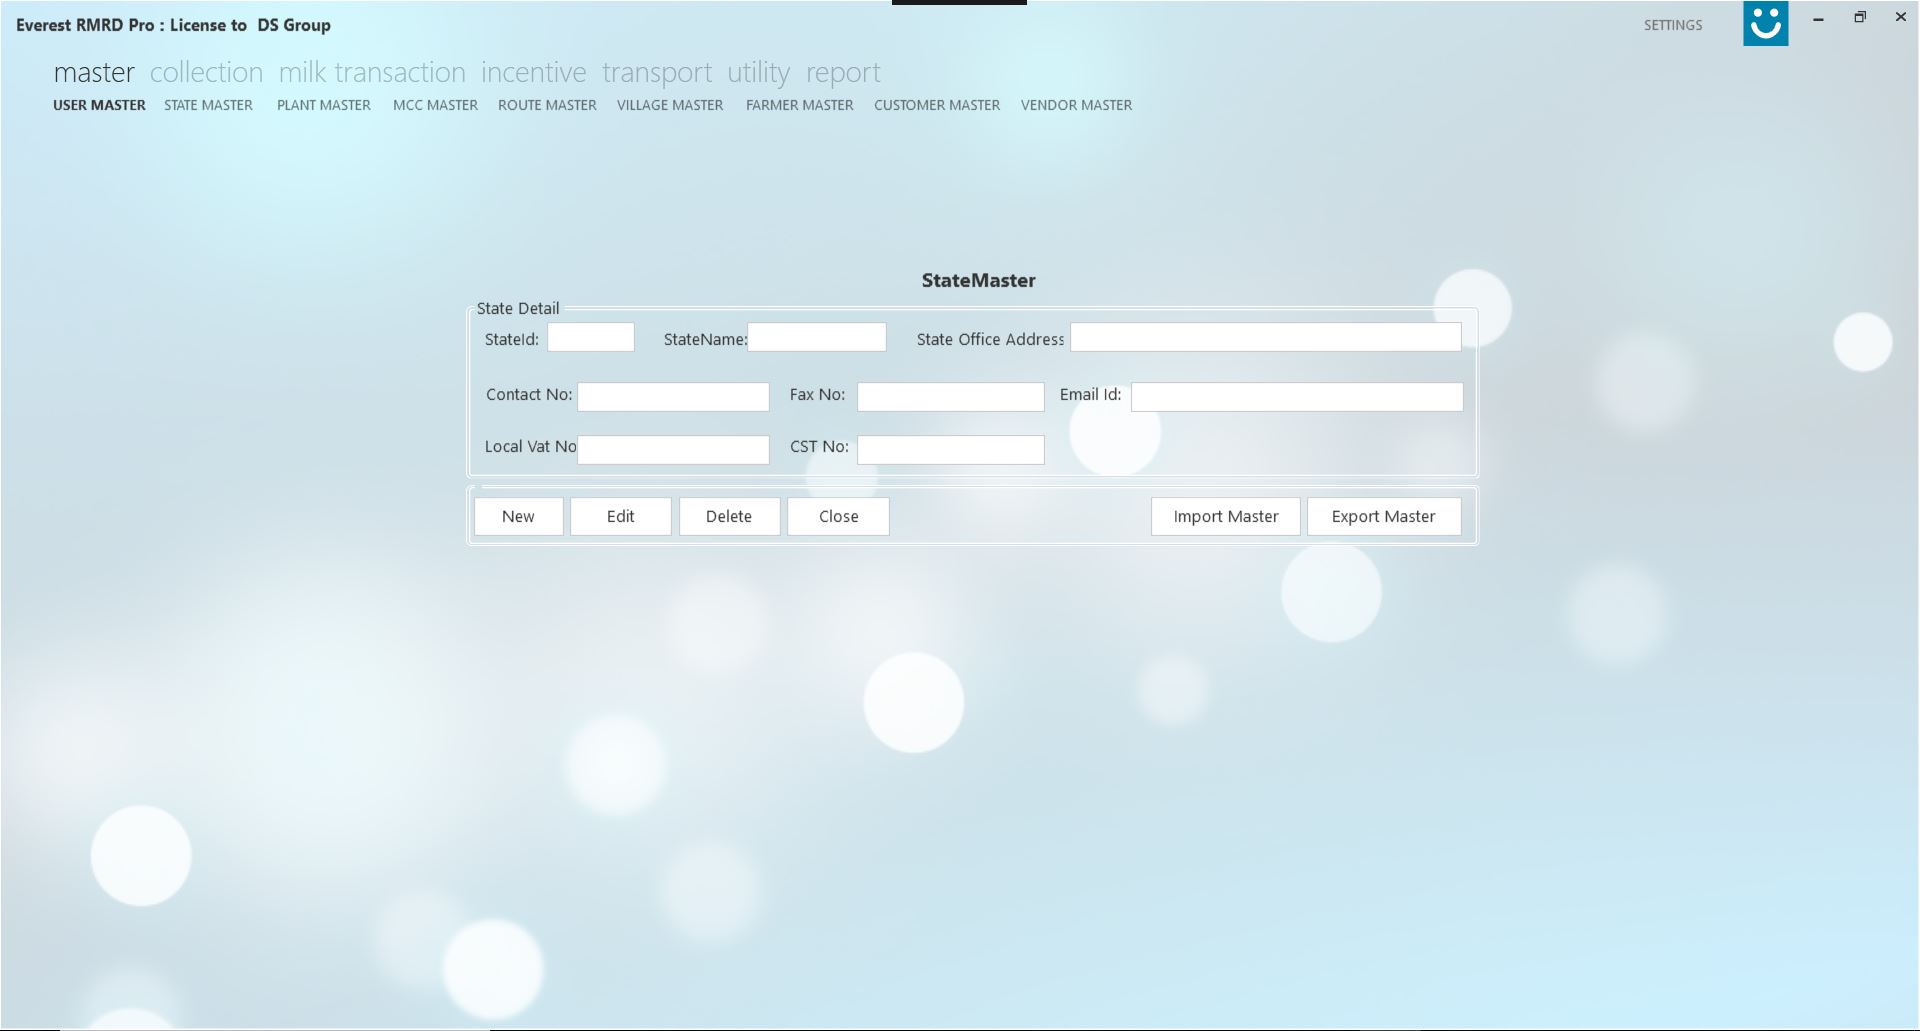 Everest RMRD Pro : License to  DS Group
SETTINGS
master collection milk transaction incentive transport utility report
USER MASTER STATE MASTER PLANT MASTER MCC MASTER ROUTE MASTER VILLAGE MASTER FARMER MASTER CUSTOMER MASTER VENDOR MASTER
StateMaster
State Detail
StateId: StateName: State Office Address
Contact No: Fax No: Email Id:
Local Vat No CST No:
New Edit Delete Close Import Master Export Master